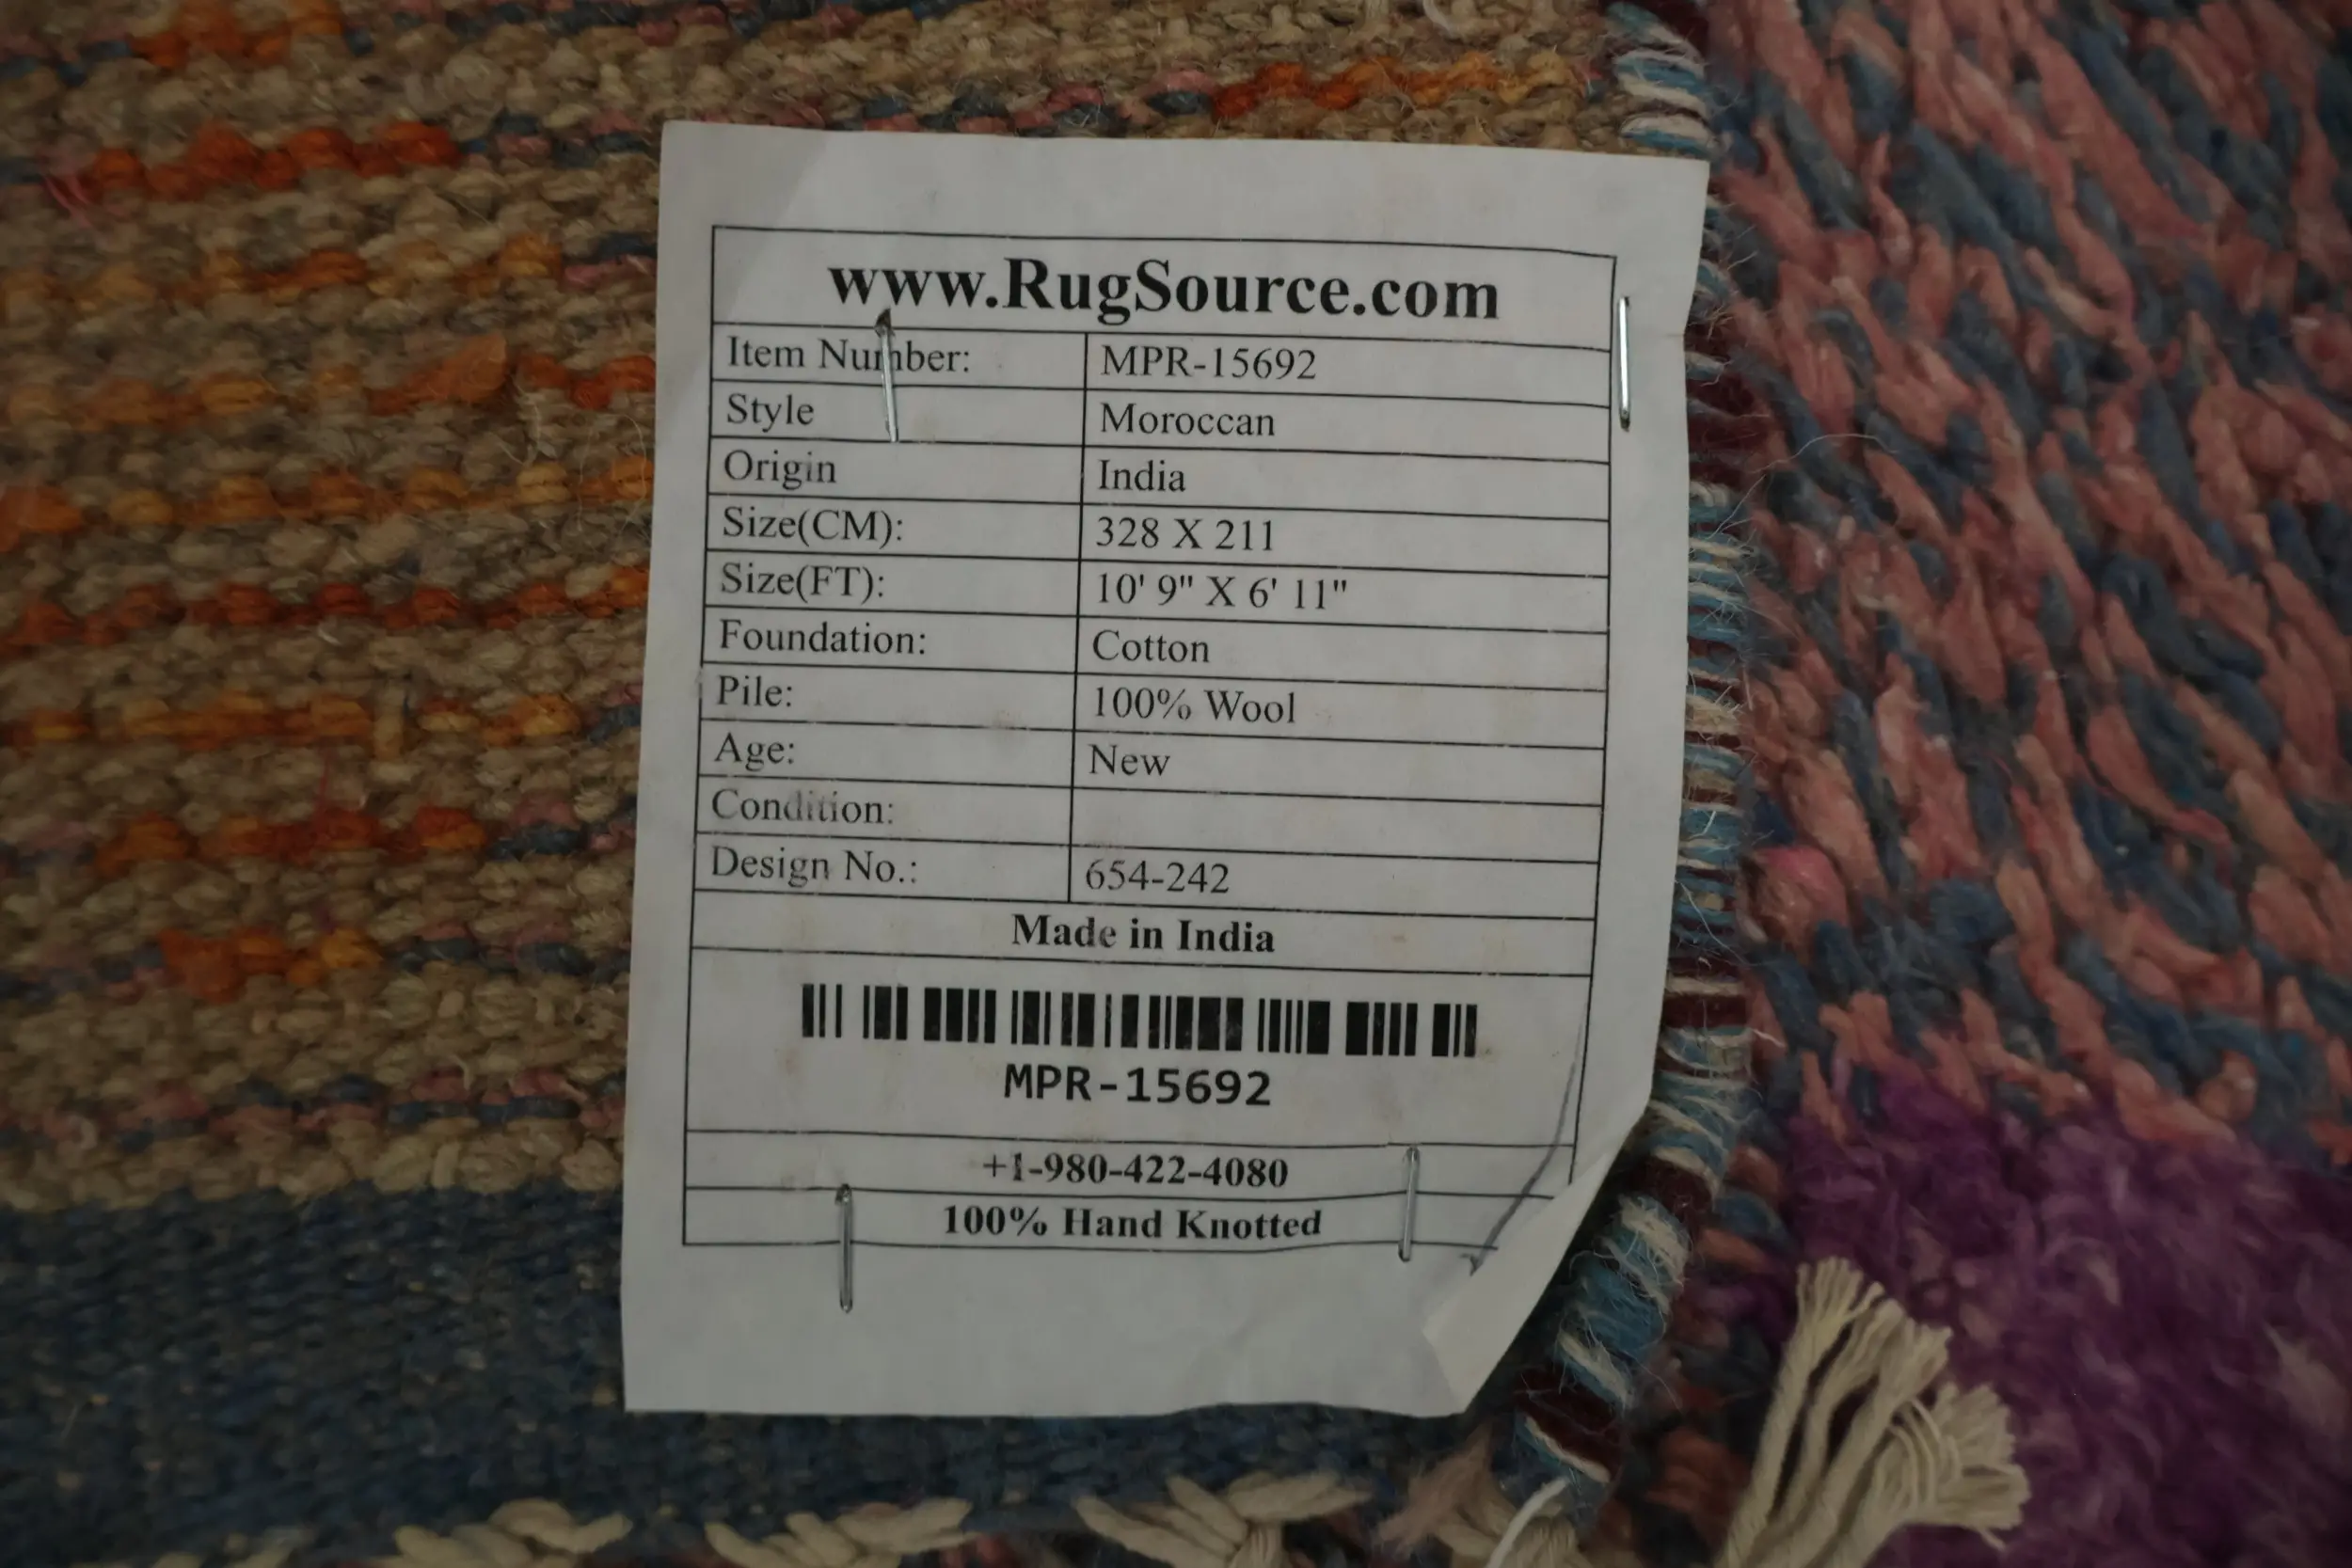 www.RugSource.com
Item Number: MPR-15692
Style Moroccan
Origin India
Size(CM): 328 X 211
Size(FT): 10' 9" X 6' 11"
Foundation: Cotton
Pile: 100% Wool
Age: New
Condition:
Design No.: 654-242
Made in India
MPR-15692
+1-980-422-4080
100% Hand Knotted